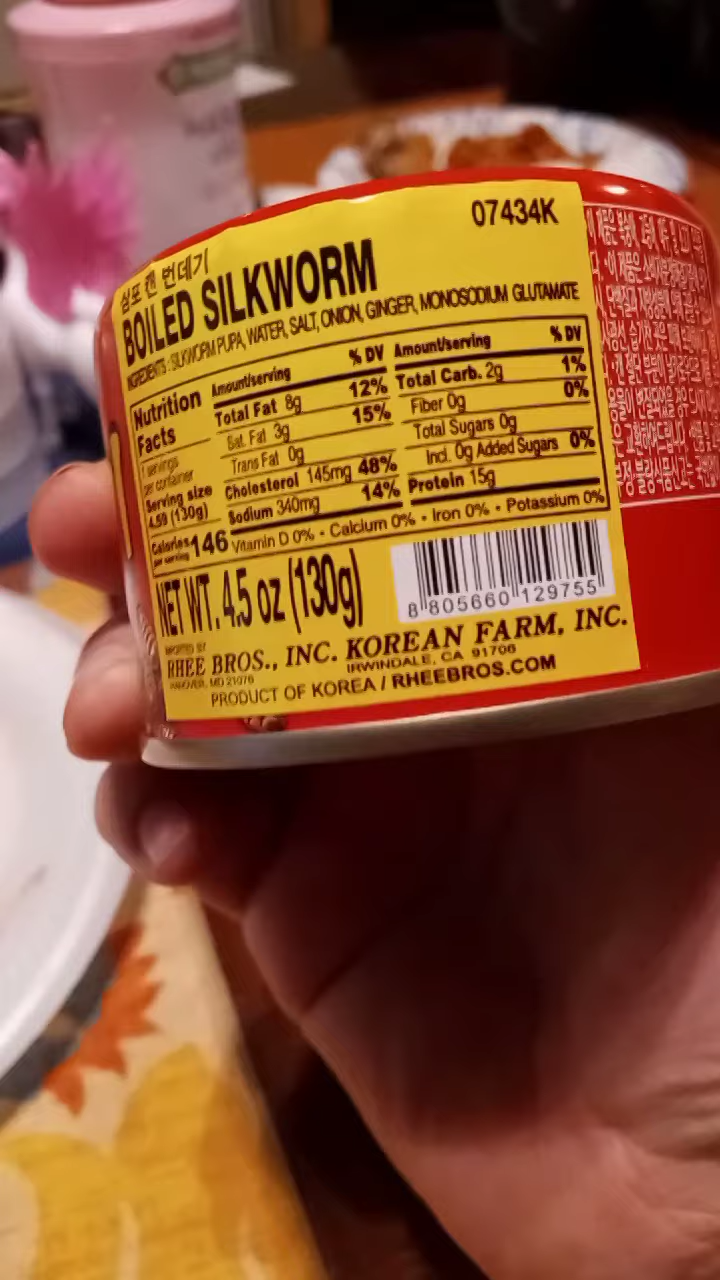 07434K
삼포 캔 번데기
BOILED SILKWORM
INGREDIENTS : SILKWORM PUPA, WATER, SALT, ONION, GINGER, MONOSODIUM GLUTAMATE
Nutrition
Facts
1 servings
per container
Serving size
4.59 (130g)
Calories
per serving
146
Amount/serving % DV
Total Fat 8g 12%
Sat. Fat 3g 15%
Trans Fat 0g
Cholesterol 145mg 48%
Sodium 340mg 14%
Amount/serving % DV
Total Carb. 2g 1%
Fiber 0g 0%
Total Sugars 0g
Incl. 0g Added Sugars 0%
Protein 15g
Vitamin D 0% • Calcium 0% • Iron 0% • Potassium 0%
NET WT. 4.5 oz (130g)
8 805660 129755
IMPORTED BY
RHEE BROS., INC. KOREAN FARM, INC.
HANOVER, MD 21076 IRWINDALE, CA 91706
PRODUCT OF KOREA / RHEEBROS.COM